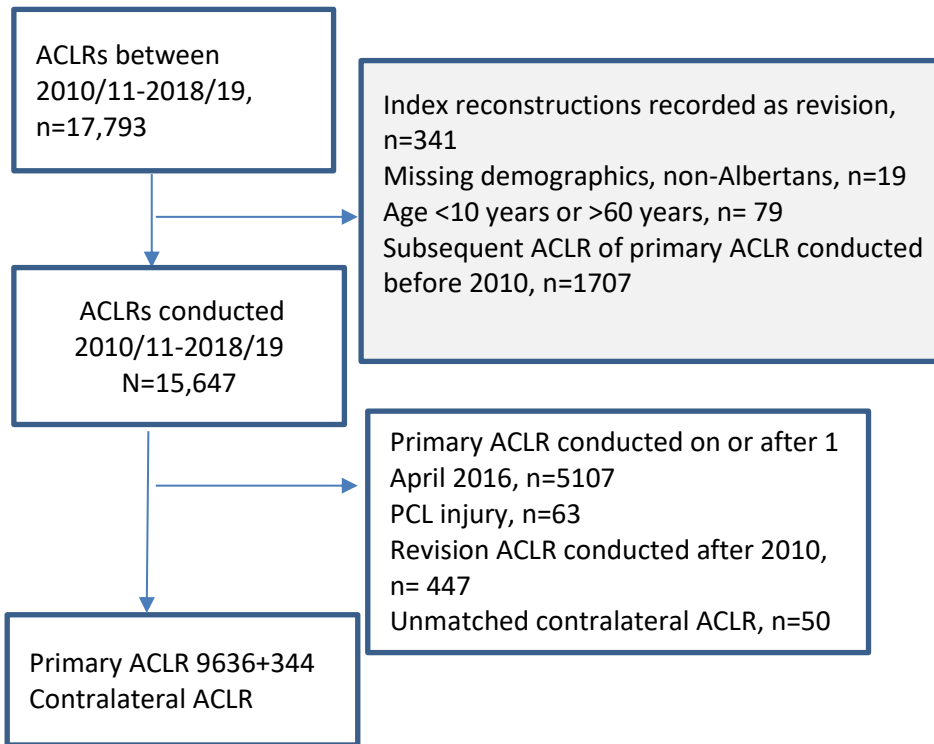 ACLRs between
2010/11-2018/19,
n=17,793
Index reconstructions recorded as revision,
n=341
Missing demographics, non-Albertans, n=19
Age <10 years or >60 years, n= 79
Subsequent ACLR of primary ACLR conducted
before 2010, n=1707
ACLRs conducted
2010/11-2018/19
N=15,647
Primary ACLR conducted on or after 1
April 2016, n=5107
PCL injury, n=63
Revision ACLR conducted after 2010,
n= 447
Unmatched contralateral ACLR, n=50
Primary ACLR 9636+344
Contralateral ACLR